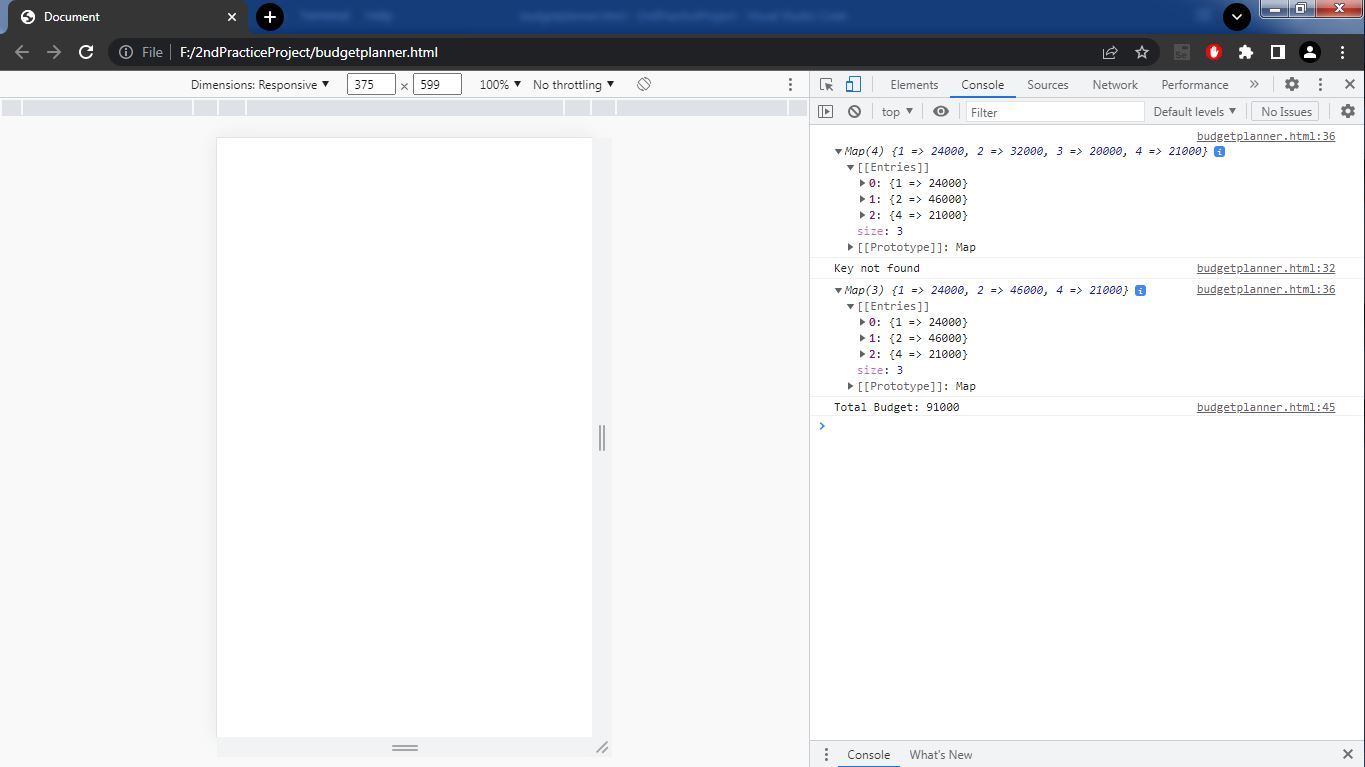 Document
File F:/2ndPracticeProject/budgetplanner.html
Dimensions: Responsive 375 × 599 100% No throttling
Elements Console Sources Network Performance »
top Filter Default levels No Issues
budgetplanner.html:36
Map(4) {1 => 24000, 2 => 32000, 3 => 20000, 4 => 21000} i
[[Entries]]
0: {1 => 24000}
1: {2 => 46000}
2: {4 => 21000}
size: 3
[[Prototype]]: Map
Key not found budgetplanner.html:32
Map(3) {1 => 24000, 2 => 46000, 4 => 21000} i budgetplanner.html:36
[[Entries]]
0: {1 => 24000}
1: {2 => 46000}
2: {4 => 21000}
size: 3
[[Prototype]]: Map
Total Budget: 91000 budgetplanner.html:45
Console What's New